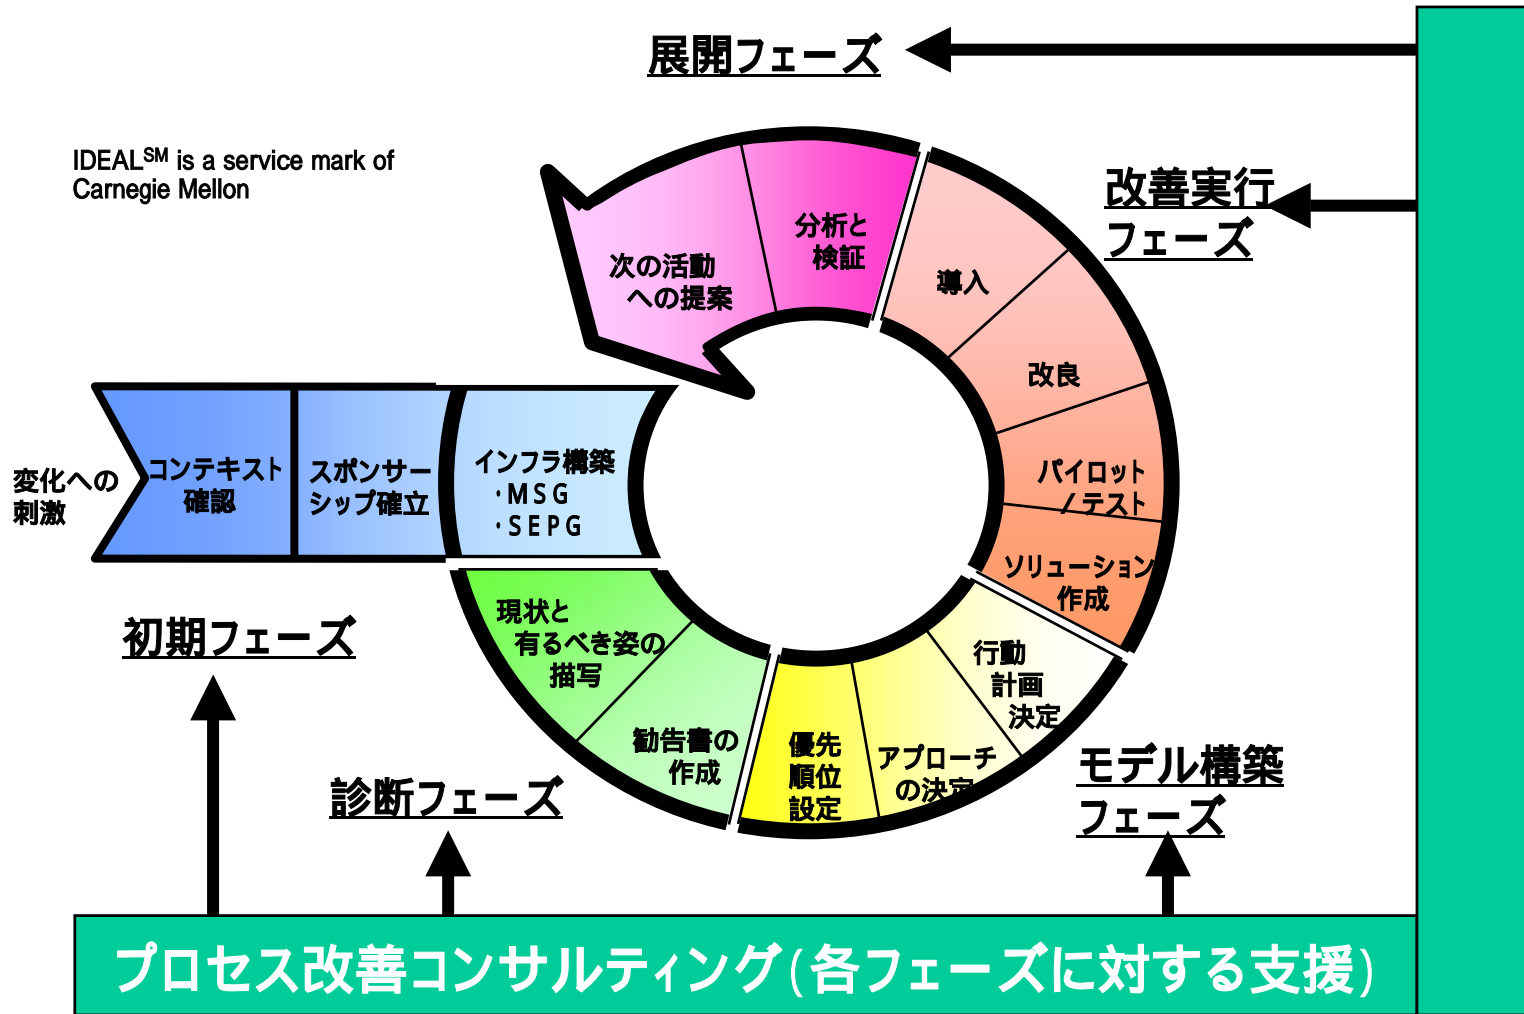 展開フェーズ
IDEALSM is a service mark of
Carnegie Mellon
改善実行
フェーズ
分析と
検証
次の活動
への提案
導入
改良
パイロット
/テスト
ソリューション
作成
変化への
刺激
コンテキスト
確認
スポンサー
シップ確立
インフラ構築
・MSG
・SEPG
初期フェーズ
現状と
有るべき姿の
描写
勧告書の
作成
診断フェーズ
優先
順位
設定
アプローチ
の決定
行動
計画
決定
モデル構築
フェーズ
プロセス改善コンサルティング(各フェーズに対する支援)